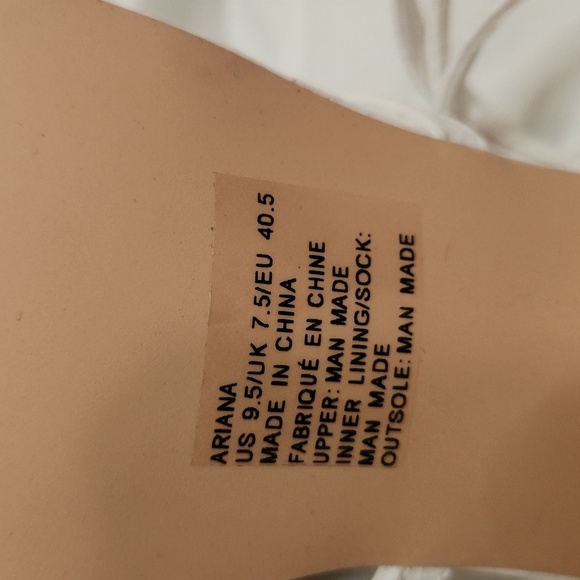 ARIANA
US 9.5/UK 7.5/EU 40.5
MADE IN CHINA
FABRIQUÉ EN CHINE
UPPER: MAN MADE
INNER LINING/SOCK:
MAN MADE
OUTSOLE: MAN MADE